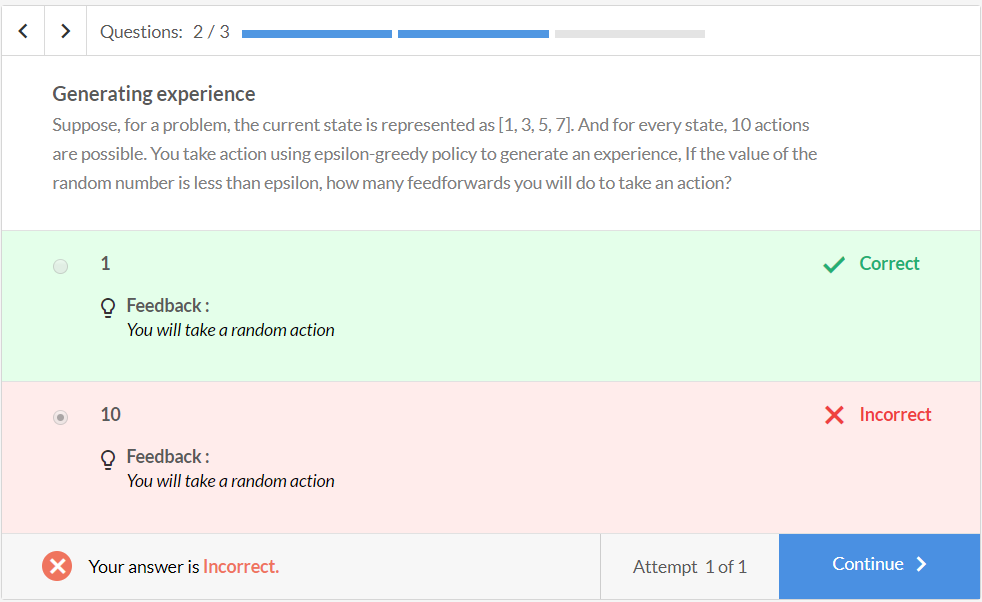 Questions: 2 / 3
Generating experience
Suppose, for a problem, the current state is represented as [1, 3, 5, 7]. And for every state, 10 actions
are possible. You take action using epsilon-greedy policy to generate an experience, If the value of the
random number is less than epsilon, how many feedforwards you will do to take an action?
1
Correct
Feedback :
You will take a random action
10
Incorrect
Feedback :
You will take a random action
Your answer is Incorrect.
Attempt 1 of 1
Continue